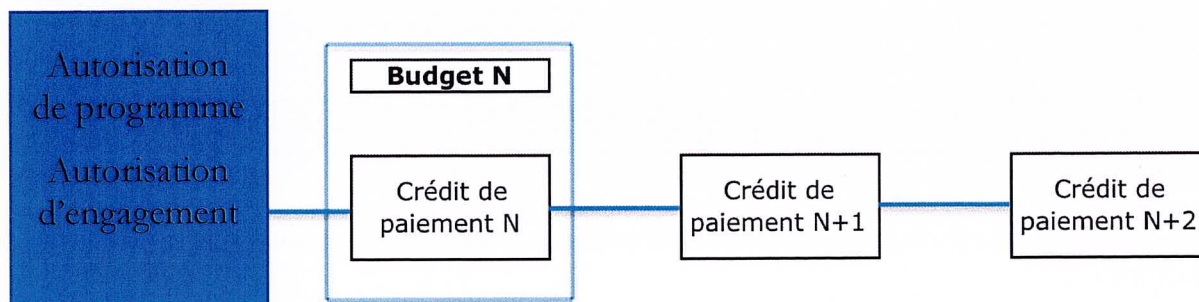 Autorisation
de programme
Autorisation
d'engagement
Budget N
Crédit de
paiement N
Crédit de
paiement N+1
Crédit de
paiement N+2